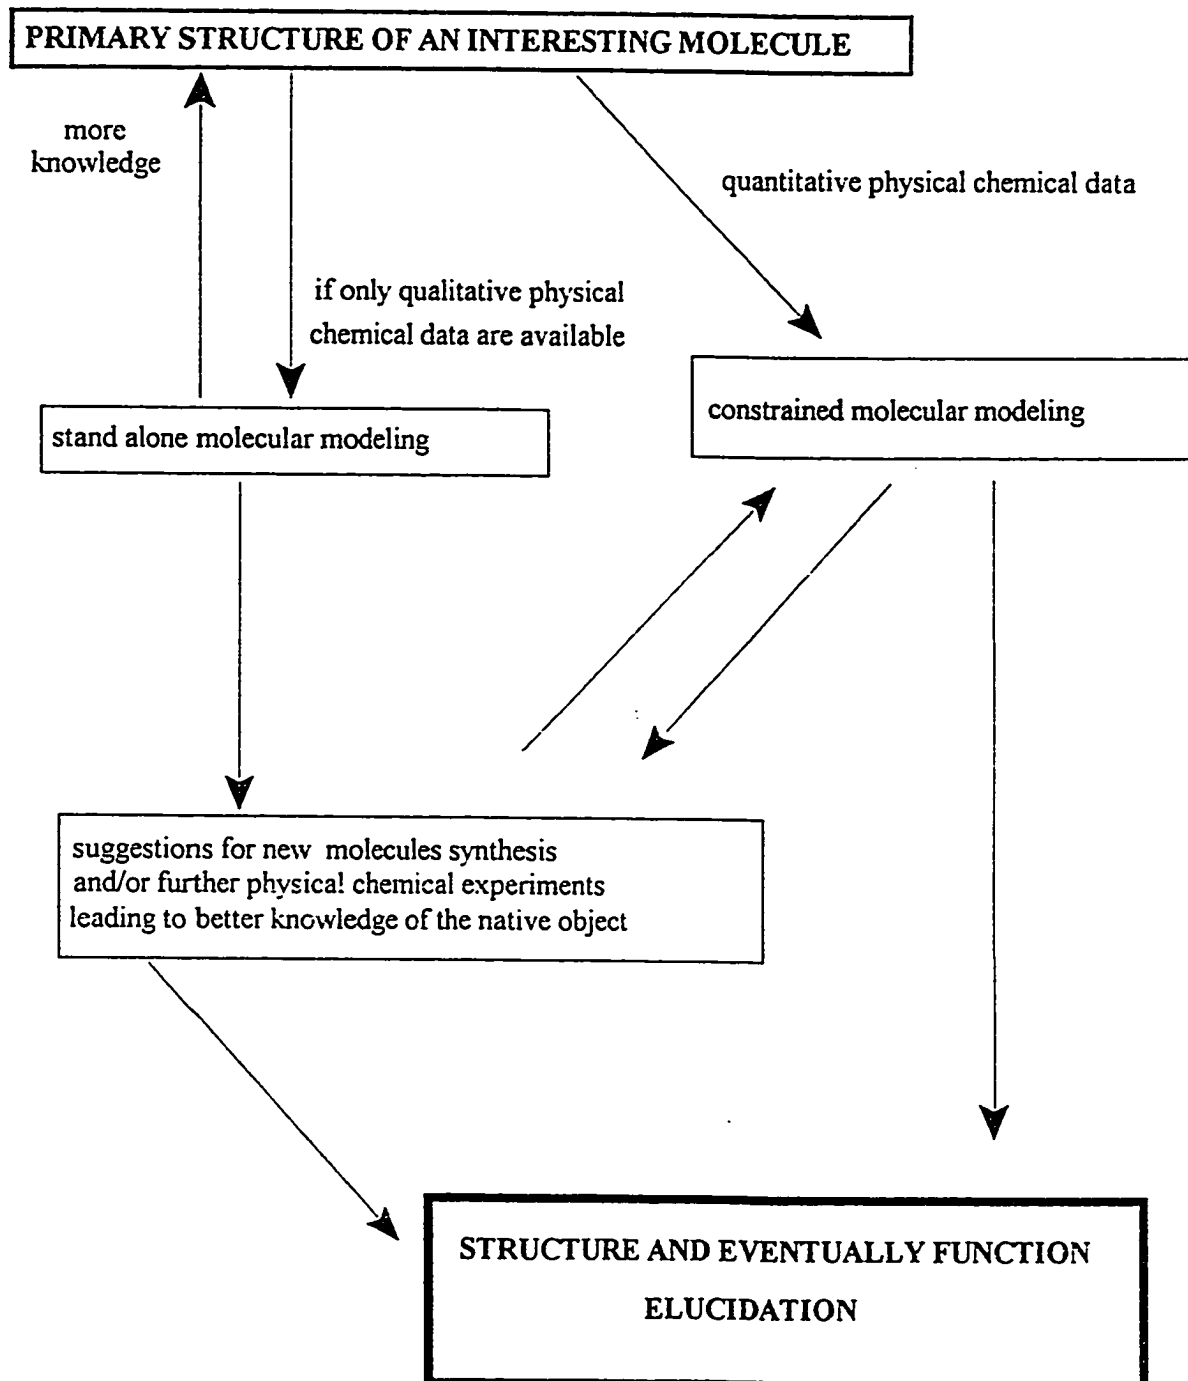 PRIMARY STRUCTURE OF AN INTERESTING MOLECULE
more
knowledge
quantitative physical chemical data
if only qualitative physical
chemical data are available
constrained molecular modeling
stand alone molecular modeling
suggestions for new molecules synthesis
and/or further physical chemical experiments
leading to better knowledge of the native object
STRUCTURE AND EVENTUALLY FUNCTION
ELUCIDATION